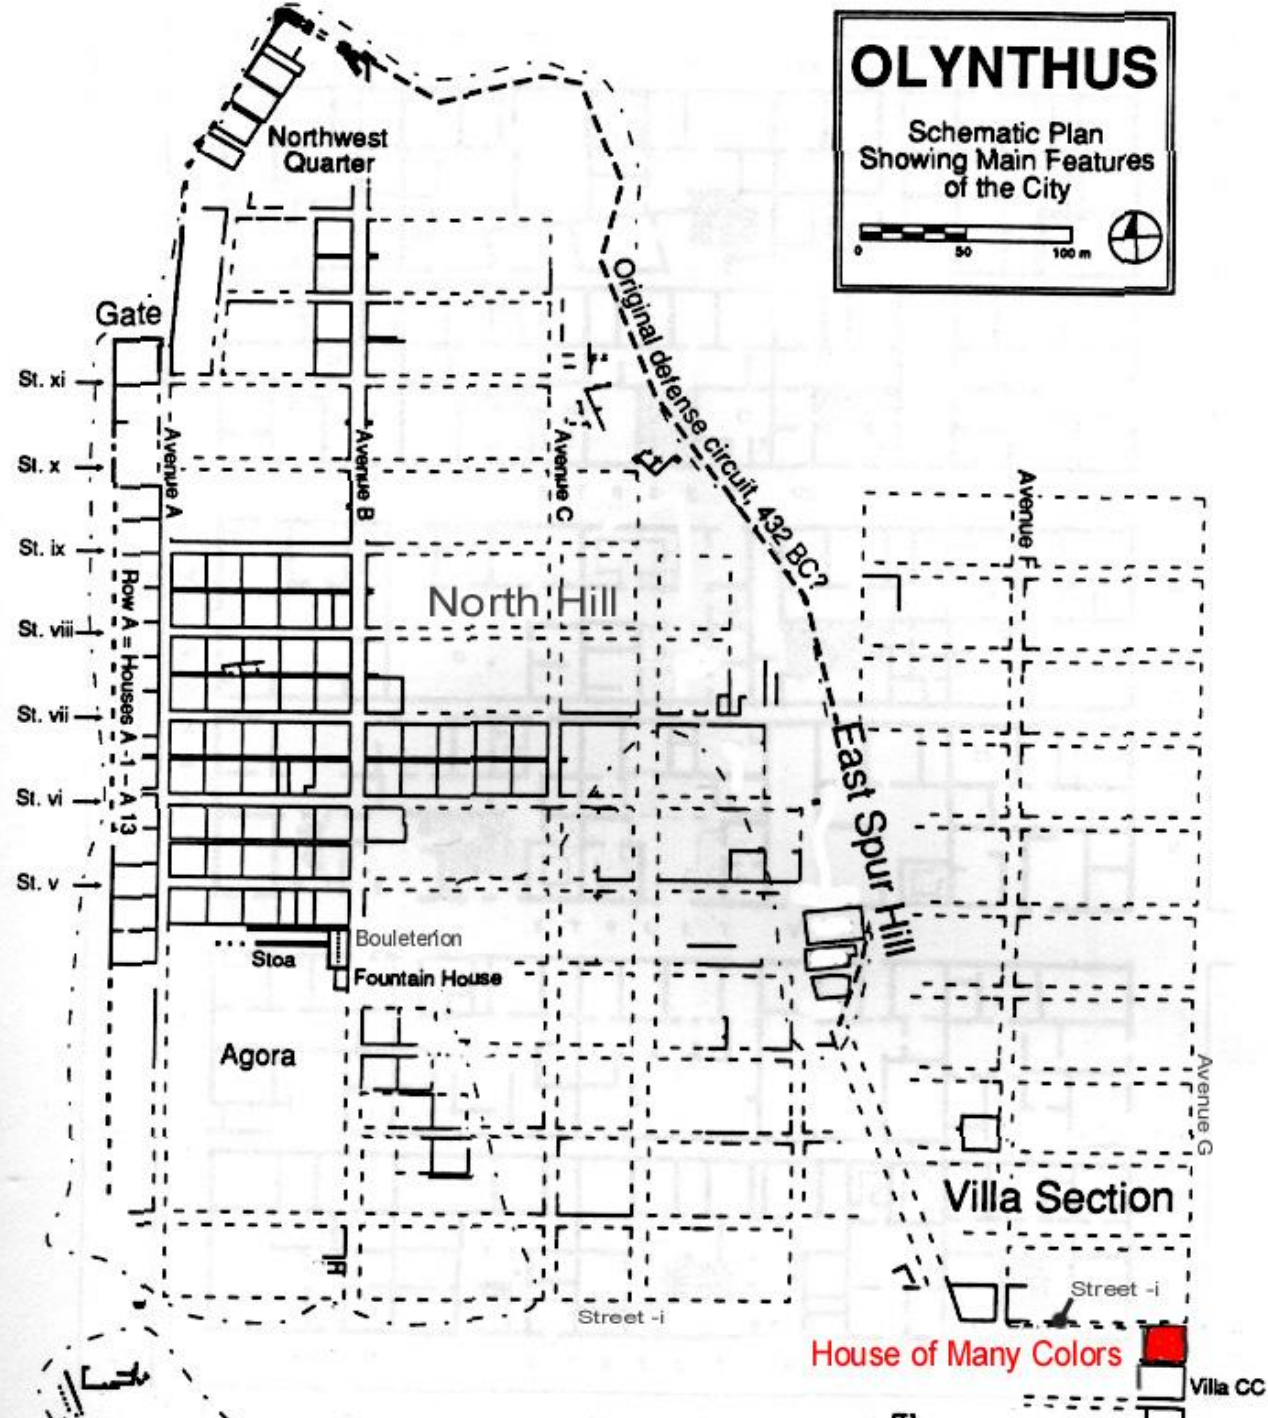 OLYNTHUS
Schematic Plan
Showing Main Features
of the City
0 50 100 m
Northwest
Quarter
Gate
Original defense circuit, 432 BC?
St. xi
St. x
St. ix
St. viii
St. vii
St. vi
St. v
Avenue A
Avenue B
Avenue C
Avenue F
Row A = Houses A -1 – A 13
North Hill
East Spur Hill
Bouleterion
Stoa
Fountain House
Agora
Avenue G
Villa Section
Street -i
Street -i
House of Many Colors
Villa CC